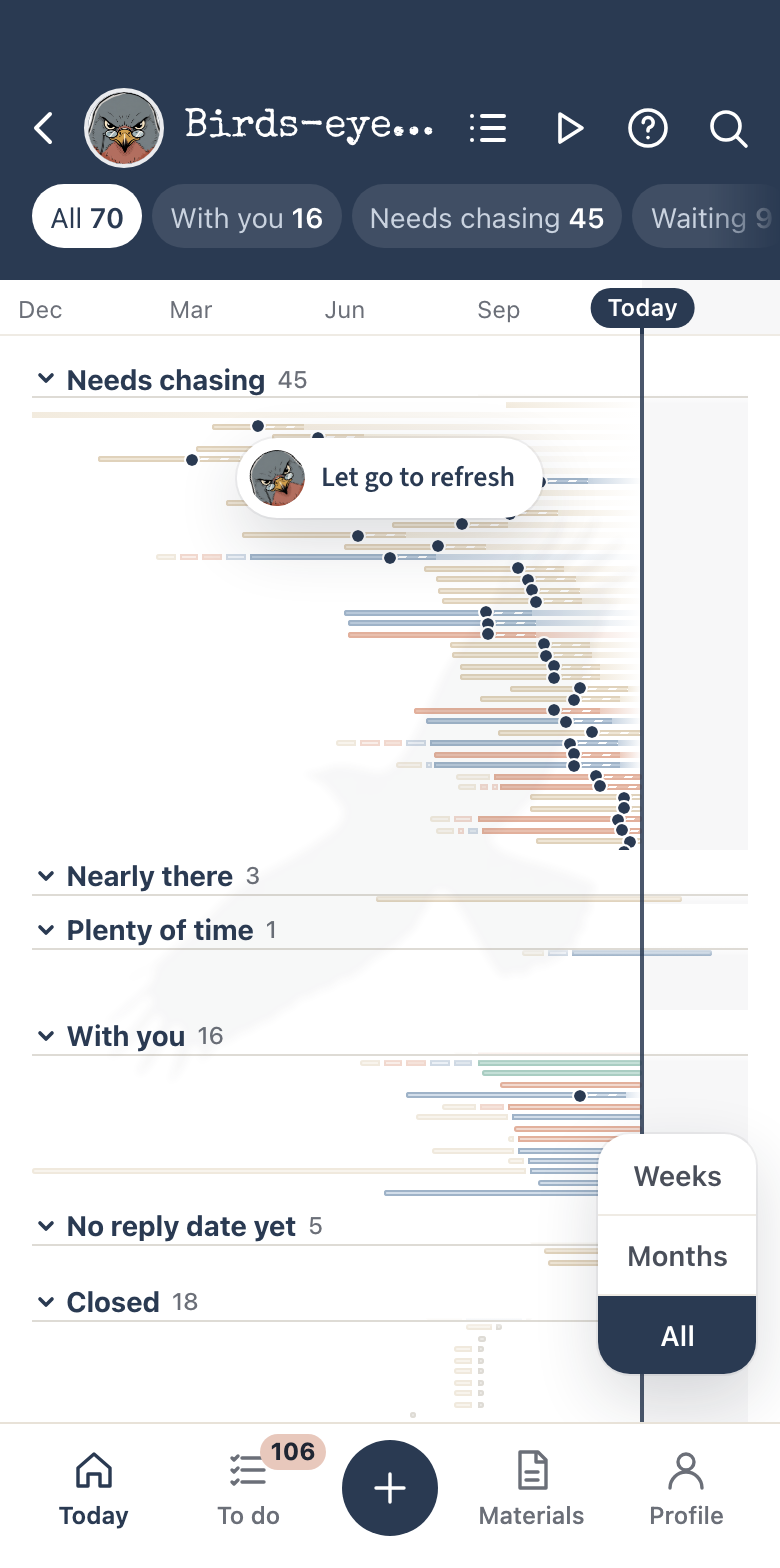 Birds-eye...
All 70
With you 16
Needs chasing 45
Waiting 9
Dec
Mar
Jun
Sep
Today
Needs chasing 45
Let go to refresh
Nearly there 3
Plenty of time 1
With you 16
No reply date yet 5
Closed 18
Weeks
Months
All
Today
To do
106
Materials
Profile